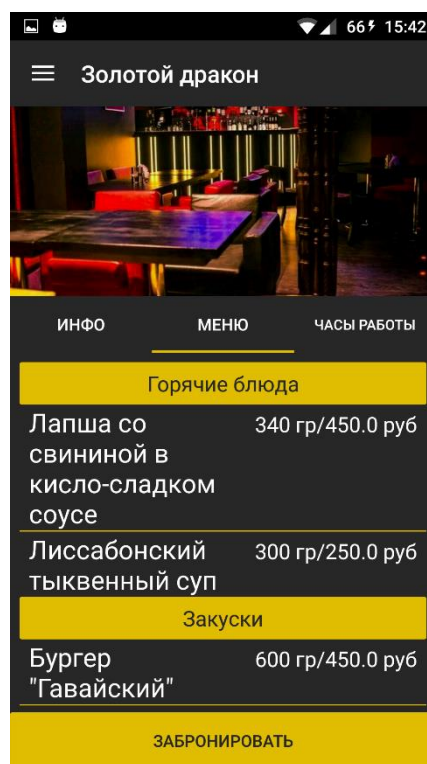 66 15:42
Золотой дракон
ИНФО МЕНЮ ЧАСЫ РАБОТЫ
Горячие блюда
Лапша со 340 гр/450.0 руб
свининой в
кисло-сладком
соусе
Лиссабонский 300 гр/250.0 руб
тыквенный суп
Закуски
Бургер 600 гр/450.0 руб
"Гавайский"
ЗАБРОНИРОВАТЬ